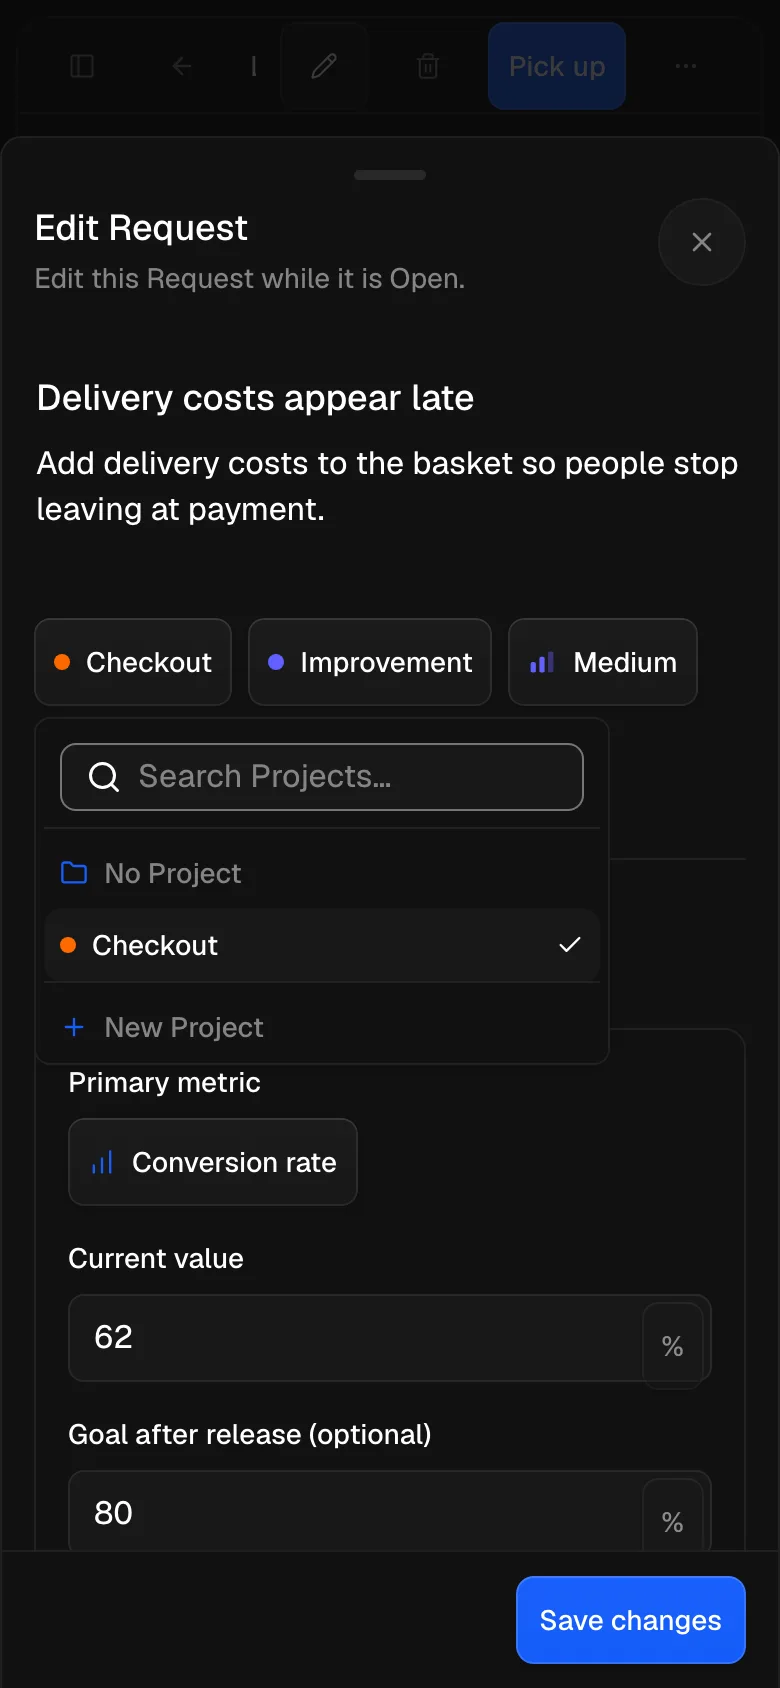 Pick up
Edit Request
Edit this Request while it is Open.
Delivery costs appear late
Add delivery costs to the basket so people stop
leaving at payment.
Checkout
Improvement
Medium
Search Projects...
No Project
Checkout
New Project
Primary metric
Conversion rate
Current value
62
%
Goal after release (optional)
80
%
Save changes